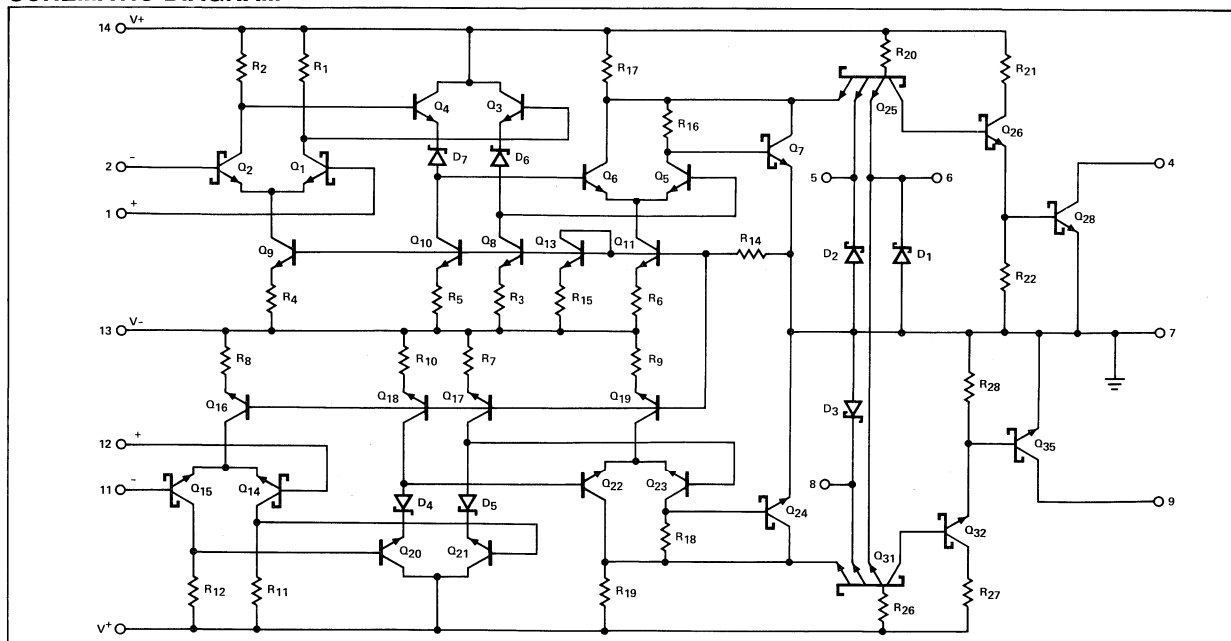 14 V+
R2
R1
R17
R20
R21
Q4
Q3
Q25
Q26
R16
D7
D6
Q7
2 -
Q2
Q1
Q6
Q5
5
6
4
1 +
Q28
Q9
Q10
Q8
Q13
Q11
R14
D2
D1
R22
R4
R5
R3
R15
R6
13 V-
7
R8
R10
R7
R9
R28
Q16
Q18
Q17
Q19
D3
Q35
12 +
11 -
Q15
Q14
D4
D5
Q22
Q23
8
Q24
9
Q20
Q21
R18
Q31
Q32
R12
R11
R19
R26
R27
V+